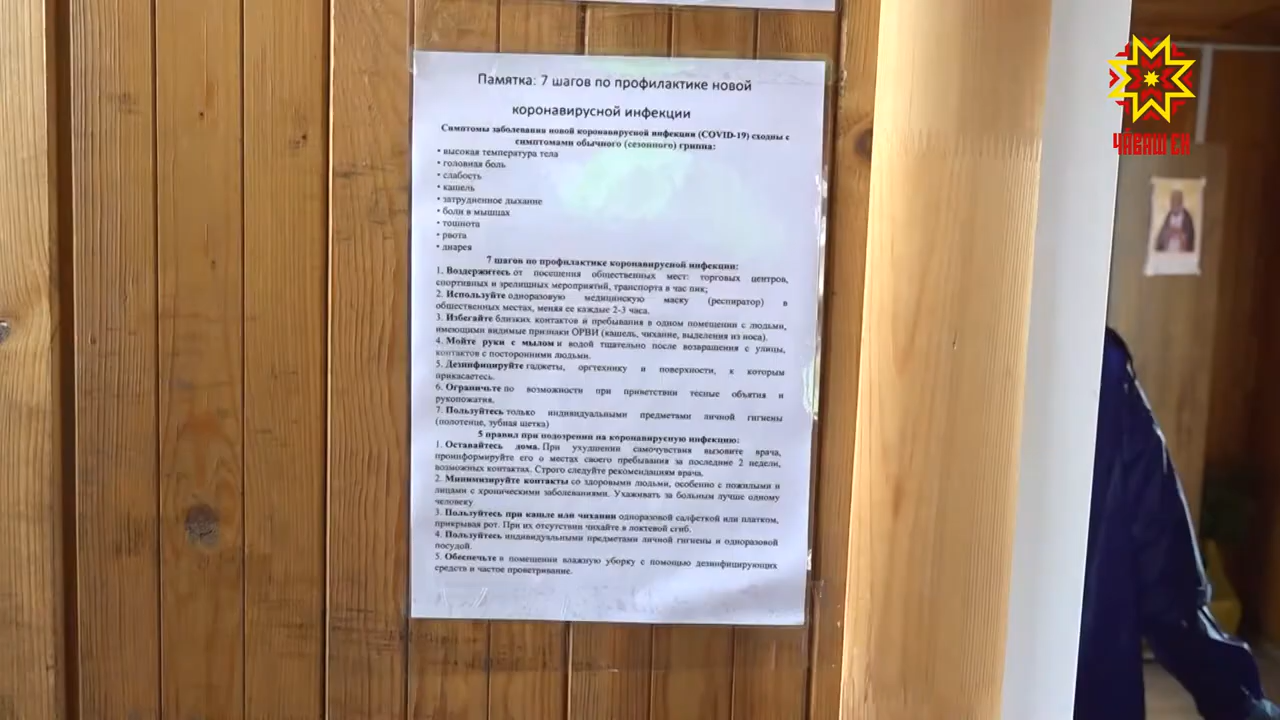 Памятка: 7 шагов по профилактике новой
коронавирусной инфекции
Симптомы заболевания новой коронавирусной инфекции (COVID-19) сходны с
симптомами обычного (сезонного) гриппа:
• высокая температура тела
• головная боль
• слабость
• кашель
• затрудненное дыхание
• боли в мышцах
• тошнота
• рвота
• диарея
7 шагов по профилактике коронавирусной инфекции:
1. Воздержитесь от посещения общественных мест: торговых центров,
спортивных и зрелищных мероприятий, транспорта в час пик;
2. Используйте одноразовую медицинскую маску (респиратор) в
общественных местах, меняя ее каждые 2-3 часа.
3. Избегайте близких контактов и пребывания в одном помещении с людьми,
имеющими видимые признаки ОРВИ (кашель, чихание, выделения из носа).
4. Мойте руки с мылом и водой тщательно после возвращения с улицы,
контактов с посторонними людьми.
5. Дезинфицируйте гаджеты, оргтехнику и поверхности, к которым
прикасаетесь.
6. Ограничьте по возможности при приветствии тесные объятия и
рукопожатия.
7. Пользуйтесь только индивидуальными предметами личной гигиены
(полотенце, зубная щетка)
5 правил при подозрении на коронавирусную инфекцию:
1. Оставайтесь дома. При ухудшении самочувствия вызовите врача,
проинформируйте его о местах своего пребывания за последние 2 недели,
возможных контактах. Строго следуйте рекомендациям врача.
2. Минимизируйте контакты со здоровыми людьми, особенно с пожилыми и
лицами с хроническими заболеваниями. Ухаживать за больным лучше одному
человеку
3. Пользуйтесь при кашле или чихании одноразовой салфеткой или платком,
прикрывая рот. При их отсутствии чихайте в локтевой сгиб.
4. Пользуйтесь индивидуальными предметами личной гигиены и одноразовой
посудой.
5. Обеспечьте в помещении влажную уборку с помощью дезинфицирующих
средств и частое проветривание.
ЧӐВАШ ЕН